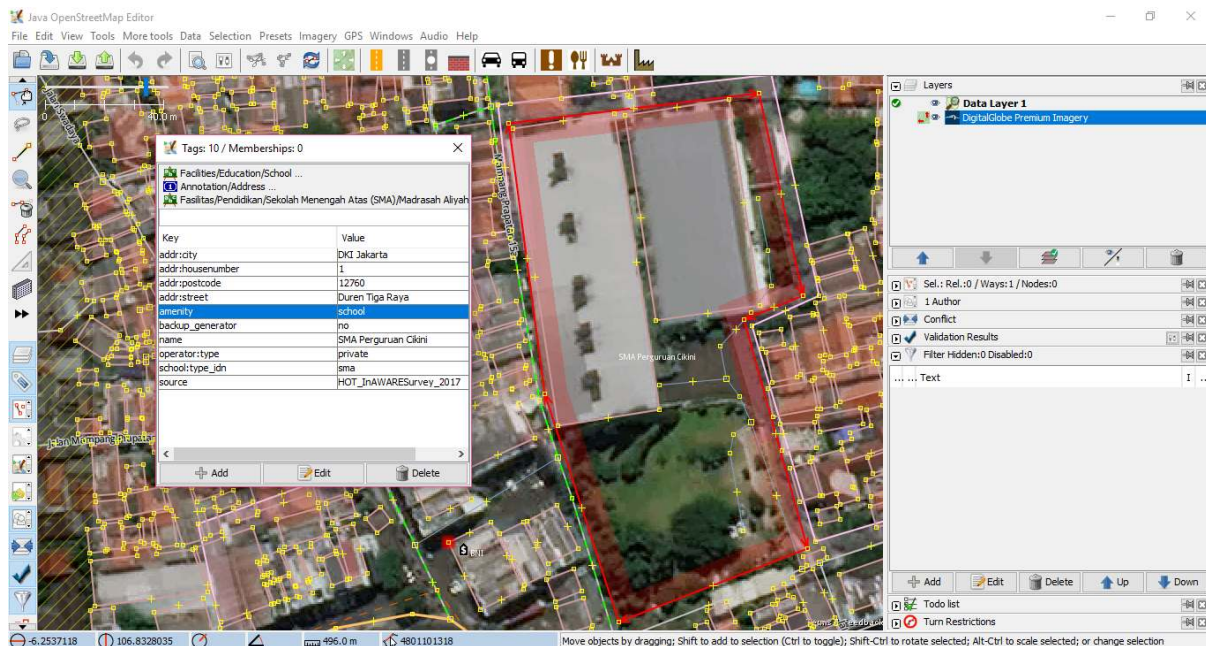 Java OpenStreetMap Editor
File Edit View Tools More tools Data Selection Presets Imagery GPS Windows Audio Help
0
40.0 m
Tags: 10 / Memberships: 0
Facilities/Education/School ...
Annotation/Address ...
Fasilitas/Pendidikan/Sekolah Menengah Atas (SMA)/Madrasah Aliyah
Key Value
addr:city DKI Jakarta
addr:housenumber 1
addr:postcode 12760
addr:street Duren Tiga Raya
amenity school
backup_generator no
name SMA Perguruan Cikini
operator:type private
school:type_idn sma
source HOT_InAWARESurvey_2017
Add Edit Delete
SMA Perguruan Cikini
Layers
Data Layer 1
DigitalGlobe Premium Imagery
Sel.: Rel.:0 / Ways:1 / Nodes:0
1 Author
Conflict
Validation Results
Filter Hidden:0 Disabled:0
... ... Text I ..
Add Edit Delete Up Down
Todo list
Turn Restrictions
-6.2537118 106.8328035 496.0 m 4801101318 Move objects by dragging; Shift to add to selection (Ctrl to toggle); Shift-Ctrl to rotate selected; Alt-Ctrl to scale selected; or change selection